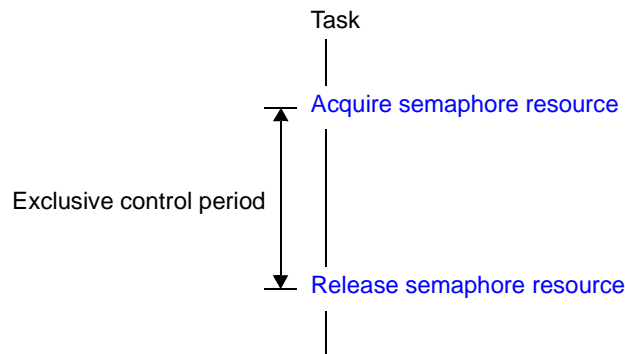 Task
Acquire semaphore resource
Exclusive control period
Release semaphore resource